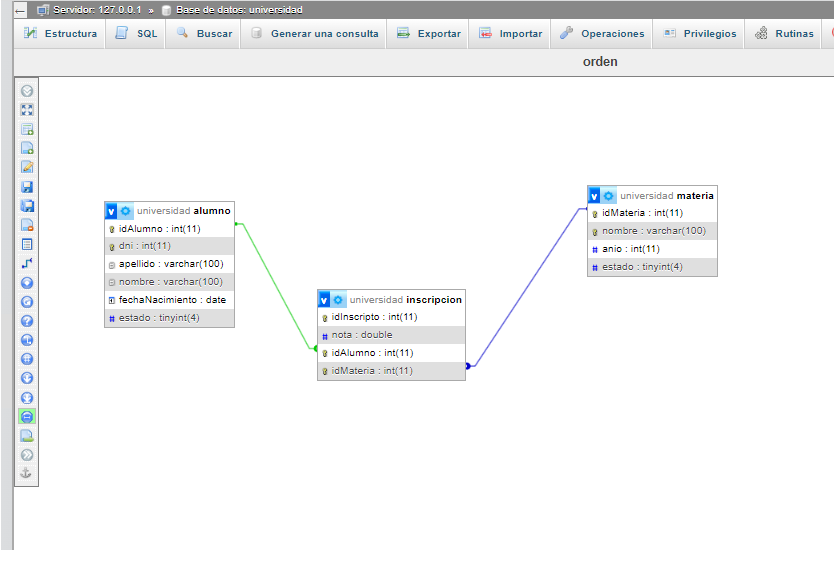 Servidor: 127.0.0.1 » Base de datos: universidad
Estructura SQL Buscar Generar una consulta Exportar Importar Operaciones Privilegios Rutinas
orden
v universidad alumno
idAlumno : int(11)
dni : int(11)
apellido : varchar(100)
nombre : varchar(100)
fechaNacimiento : date
# estado : tinyint(4)
v universidad inscripcion
idInscripto : int(11)
# nota : double
idAlumno : int(11)
idMateria : int(11)
v universidad materia
idMateria : int(11)
nombre : varchar(100)
# anio : int(11)
# estado : tinyint(4)